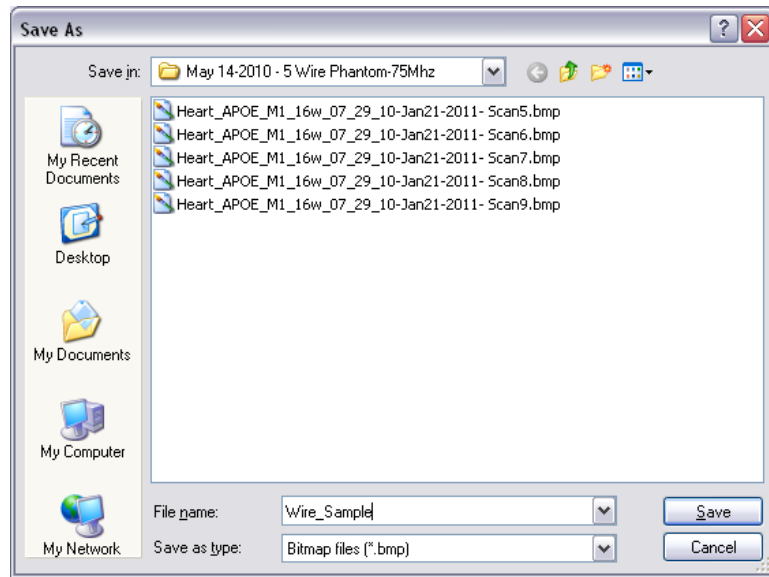 Save As
Save in: May 14-2010 - 5 Wire Phantom-75Mhz
My Recent Documents
Desktop
My Documents
My Computer
My Network
Heart_APOE_M1_16w_07_29_10-Jan21-2011- Scan5.bmp
Heart_APOE_M1_16w_07_29_10-Jan21-2011- Scan6.bmp
Heart_APOE_M1_16w_07_29_10-Jan21-2011- Scan7.bmp
Heart_APOE_M1_16w_07_29_10-Jan21-2011- Scan8.bmp
Heart_APOE_M1_16w_07_29_10-Jan21-2011- Scan9.bmp
File name: Wire_Sample Save
Save as type: Bitmap files (*.bmp) Cancel